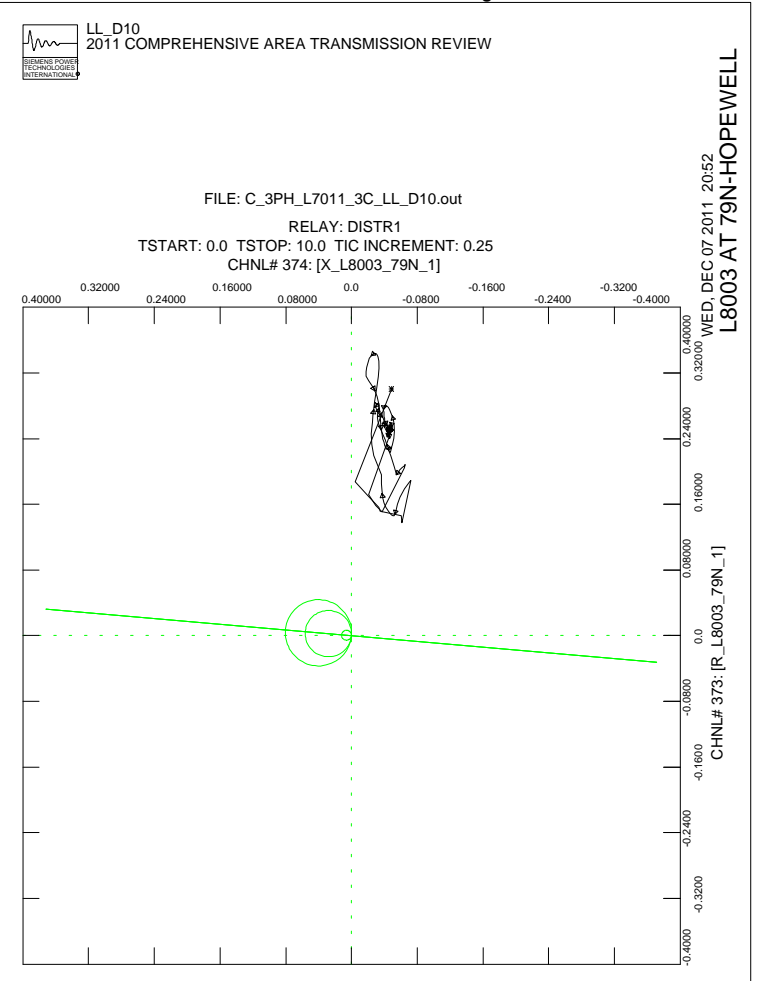 LL_D10
2011 COMPREHENSIVE AREA TRANSMISSION REVIEW
SIEMENS POWER
TECHNOLOGIES
INTERNATIONAL
FILE: C_3PH_L7011_3C_LL_D10.out
RELAY: DISTR1
TSTART: 0.0 TSTOP: 10.0 TIC INCREMENT: 0.25
CHNL# 374: [X_L8003_79N_1]
0.40000
0.32000
0.24000
0.16000
0.08000
0.0
-0.0800
-0.1600
-0.2400
-0.3200
-0.4000
WED, DEC 07 2011 20:52
L8003 AT 79N-HOPEWELL
CHNL# 373: [R_L8003_79N_1]
0.40000
0.32000
0.24000
0.16000
0.08000
0.0
-0.0800
-0.1600
-0.2400
-0.3200
-0.4000